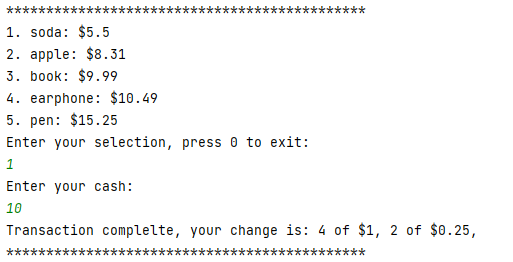 *********************************************
1. soda: $5.5
2. apple: $8.31
3. book: $9.99
4. earphone: $10.49
5. pen: $15.25
Enter your selection, press 0 to exit:
1
Enter your cash:
10
Transaction complelte, your change is: 4 of $1, 2 of $0.25,
*********************************************